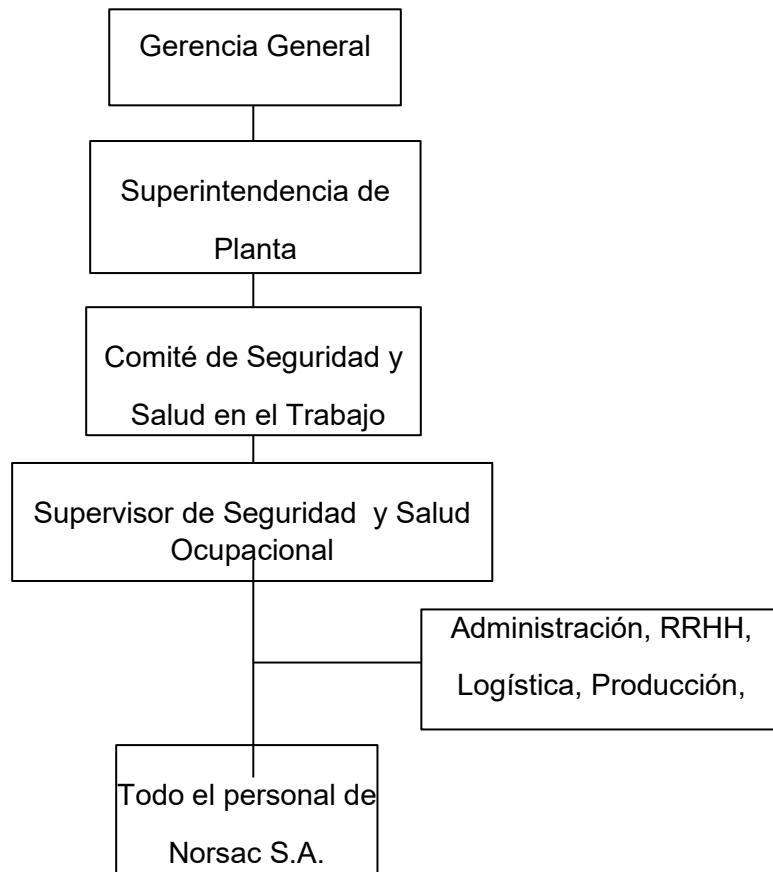 Gerencia General
Superintendencia de
Planta
Comité de Seguridad y
Salud en el Trabajo
Supervisor de Seguridad y Salud
Ocupacional
Administración, RRHH,
Logística, Producción,
Todo el personal de
Norsac S.A.